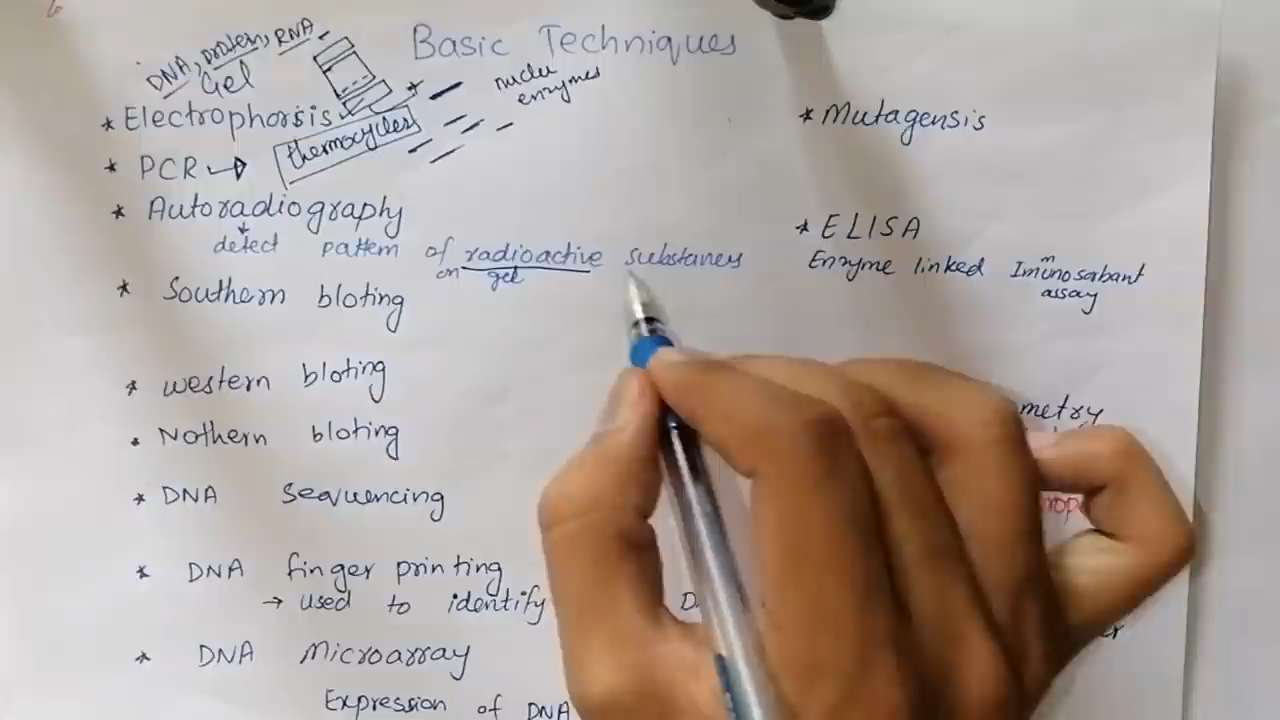 Basic Techniques
DNA, protein, RNA
Gel
* Electrophorsis
nucleu
enzymes
* PCR → thermocycles
* Autoradiography
detect pattern of radioactive substances
on gel
* Southern bloting
* western bloting
* Nothern bloting
* DNA Sequencing
* DNA finger printing
→ used to identify
* DNA Microarray
Expression of DNA
* Mutagensis
* ELISA
Enzyme linked Imunosorbant
m
assay
metry